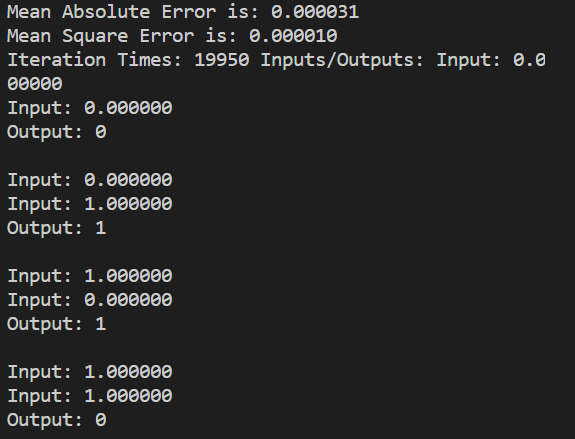 Mean Absolute Error is: 0.000031
Mean Square Error is: 0.000010
Iteration Times: 19950 Inputs/Outputs: Input: 0.0
00000
Input: 0.000000
Output: 0
Input: 0.000000
Input: 1.000000
Output: 1
Input: 1.000000
Input: 0.000000
Output: 1
Input: 1.000000
Input: 1.000000
Output: 0